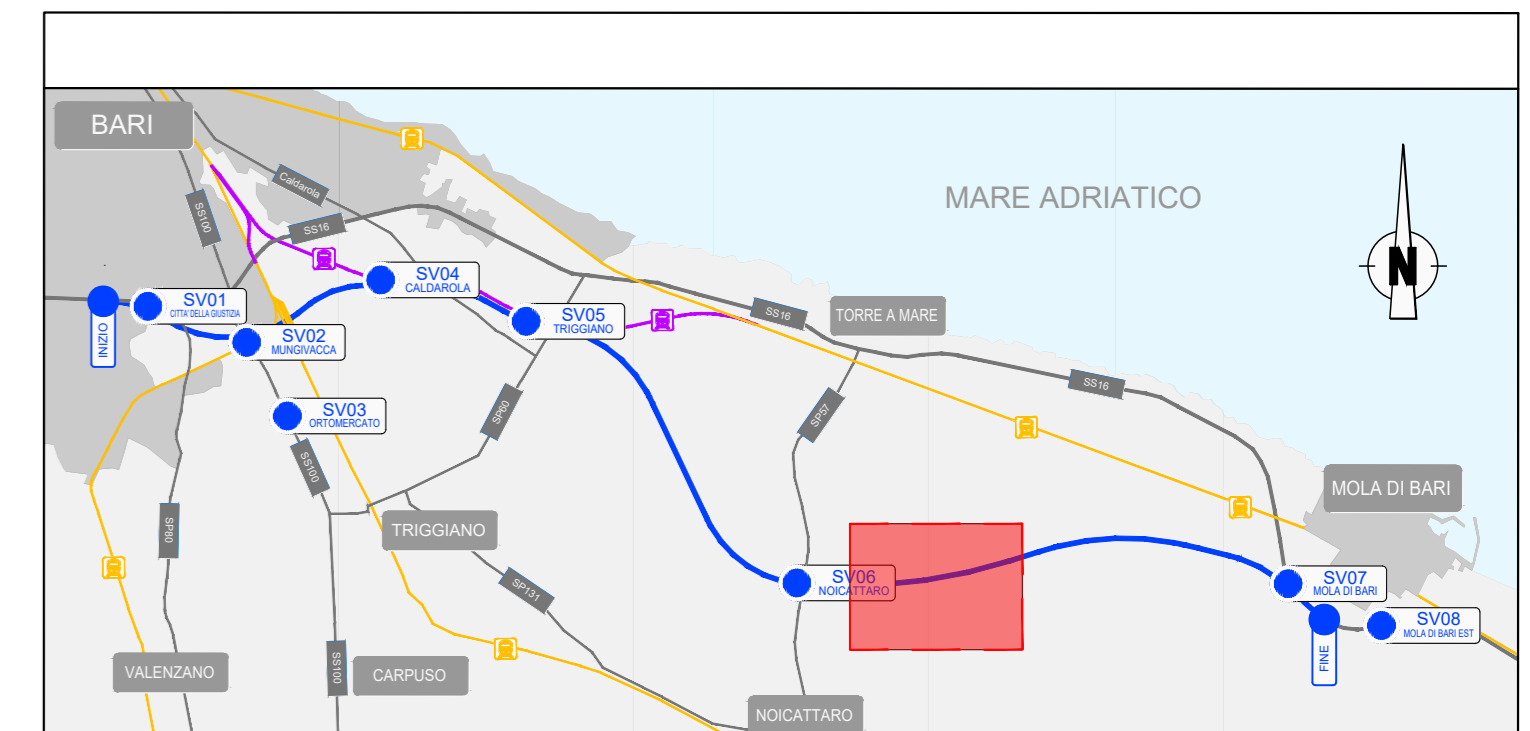 BARI
Caldarola
SS100
SS16
MARE ADRIATICO
N
SV04
CALDAROLA
SV01
CITTA' DELLA GIUSTIZIA
INIZIO
SV02
MUNGIVACCA
SV05
TRIGGIANO
SS16
TORRE A MARE
SS16
SV03
ORTOMERCATO
SP60
SP57
SS100
MOLA DI BARI
SP80
TRIGGIANO
SP131
SV06
NOICATTARO
SV07
MOLA DI BARI
SV08
MOLA DI BARI EST
FINE
VALENZANO
SS100
CARPUSO
NOICATTARO